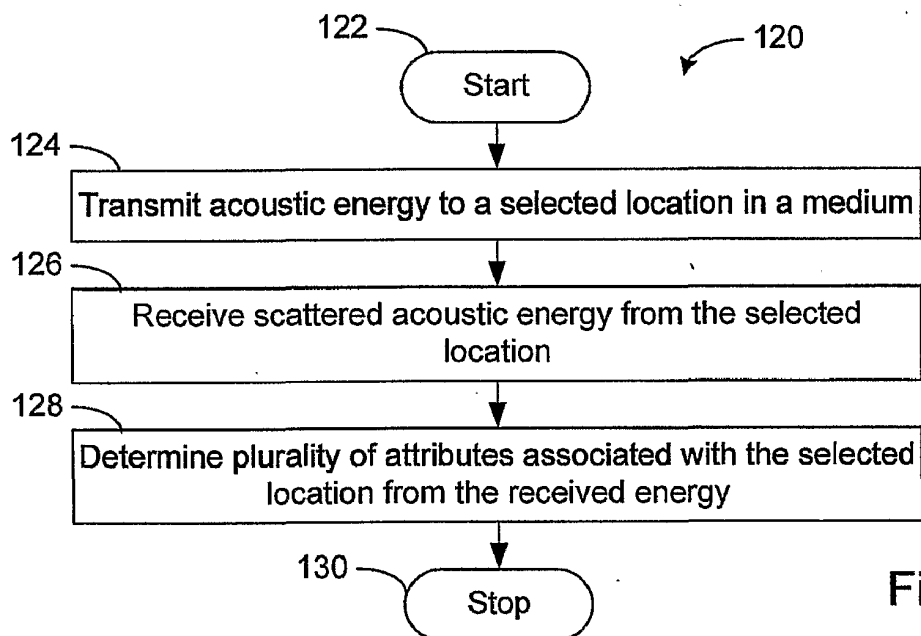 122
120
Start
124
Transmit acoustic energy to a selected location in a medium
126
Receive scattered acoustic energy from the selected
location
128
Determine plurality of attributes associated with the selected
location from the received energy
130
Stop